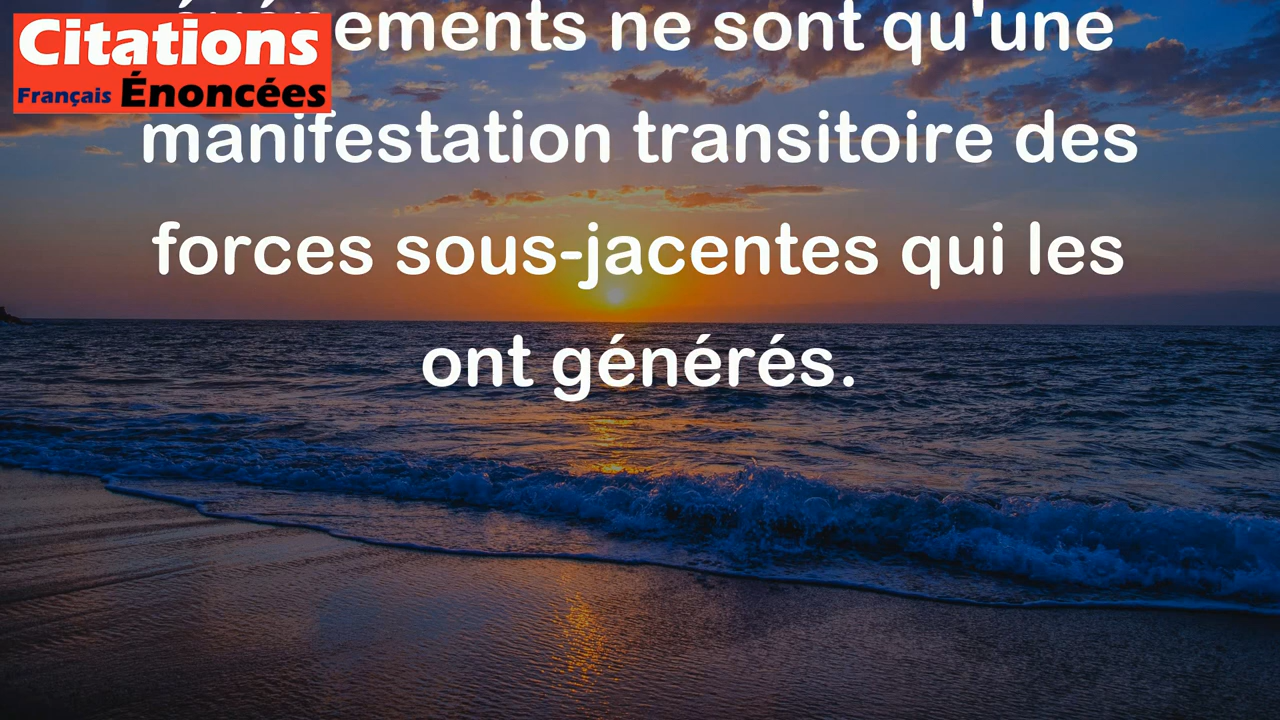 Citations
Français Énoncées
ements ne sont qu'une
manifestation transitoire des
forces sous-jacentes qui les
ont générés.